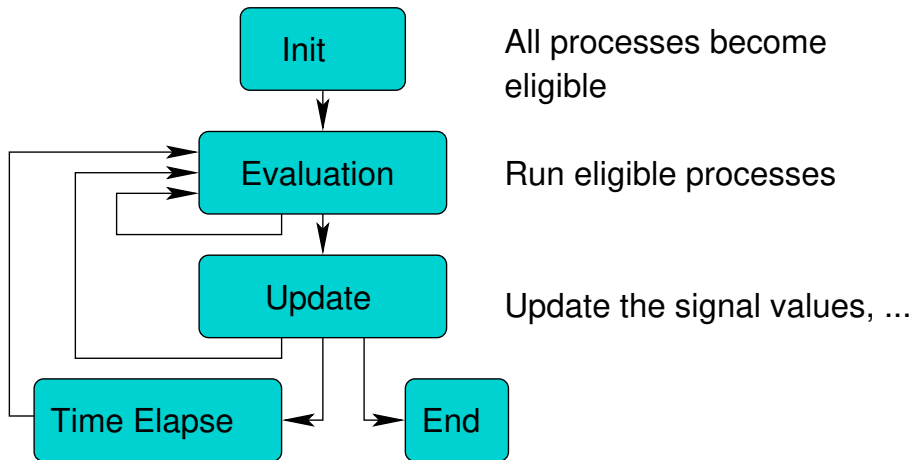 Init
All processes become
eligible
Evaluation
Run eligible processes
Update
Update the signal values, ...
Time Elapse
End